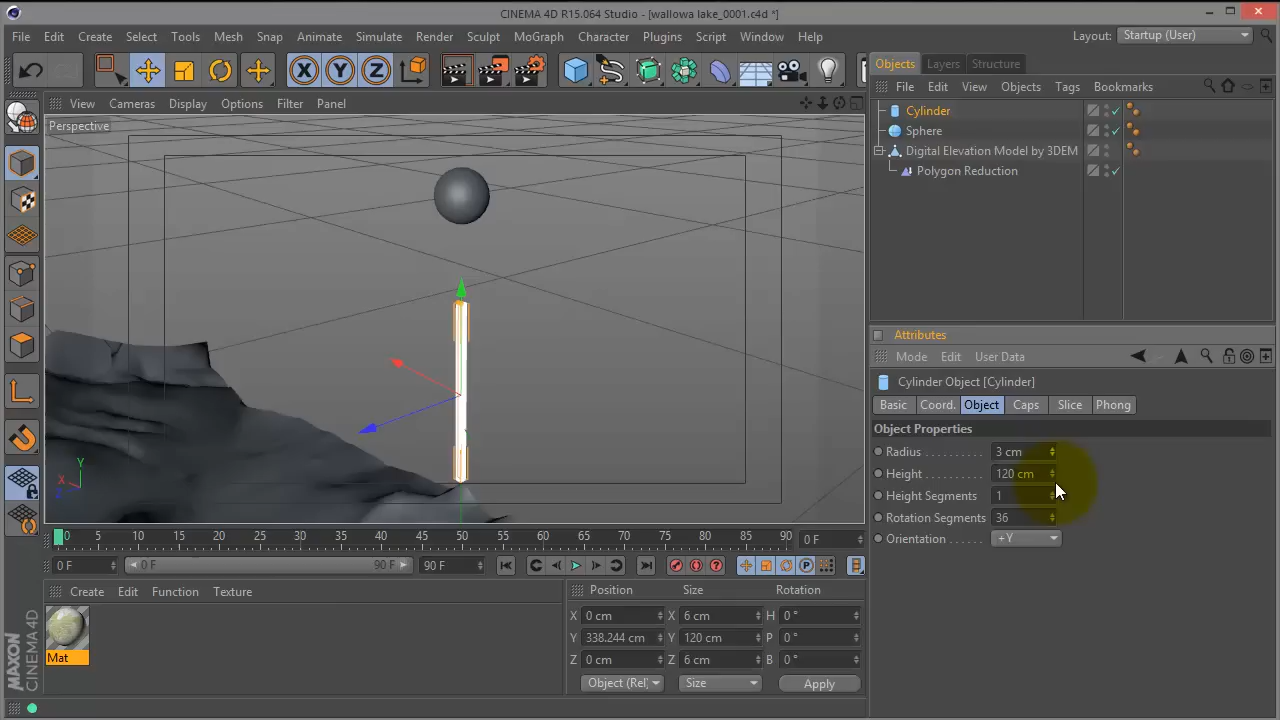 CINEMA 4D R15.064 Studio - [wallowa lake_0001.c4d *]
File Edit Create Select Tools Mesh Snap Animate Simulate Render Sculpt MoGraph Character Plugins Script Window Help
Layout: Startup (User)
X Y Z
Objects Layers Structure
File Edit View Objects Tags Bookmarks
View Cameras Display Options Filter Panel
Perspective
Cylinder
Sphere
Digital Elevation Model by 3DEM
Polygon Reduction
Attributes
Mode Edit User Data
Cylinder Object [Cylinder]
Basic Coord. Object Caps Slice Phong
Object Properties
Radius . . . . . . . . . . 3 cm
Height . . . . . . . . . . 120 cm
Height Segments 1
Rotation Segments 36
Orientation . . . . . . +Y
Y
X
Z
0 5 10 15 20 25 30 35 40 45 50 55 60 65 70 75 80 85 90 0 F
0 F 0 F 90 F 90 F
P
Create Edit Function Texture
Mat
Position Size Rotation
X 0 cm X 6 cm H 0 °
Y 338.244 cm Y 120 cm P 0 °
Z 0 cm Z 6 cm B 0 °
Object (Rel) Size Apply
MAXON
CINEMA 4D